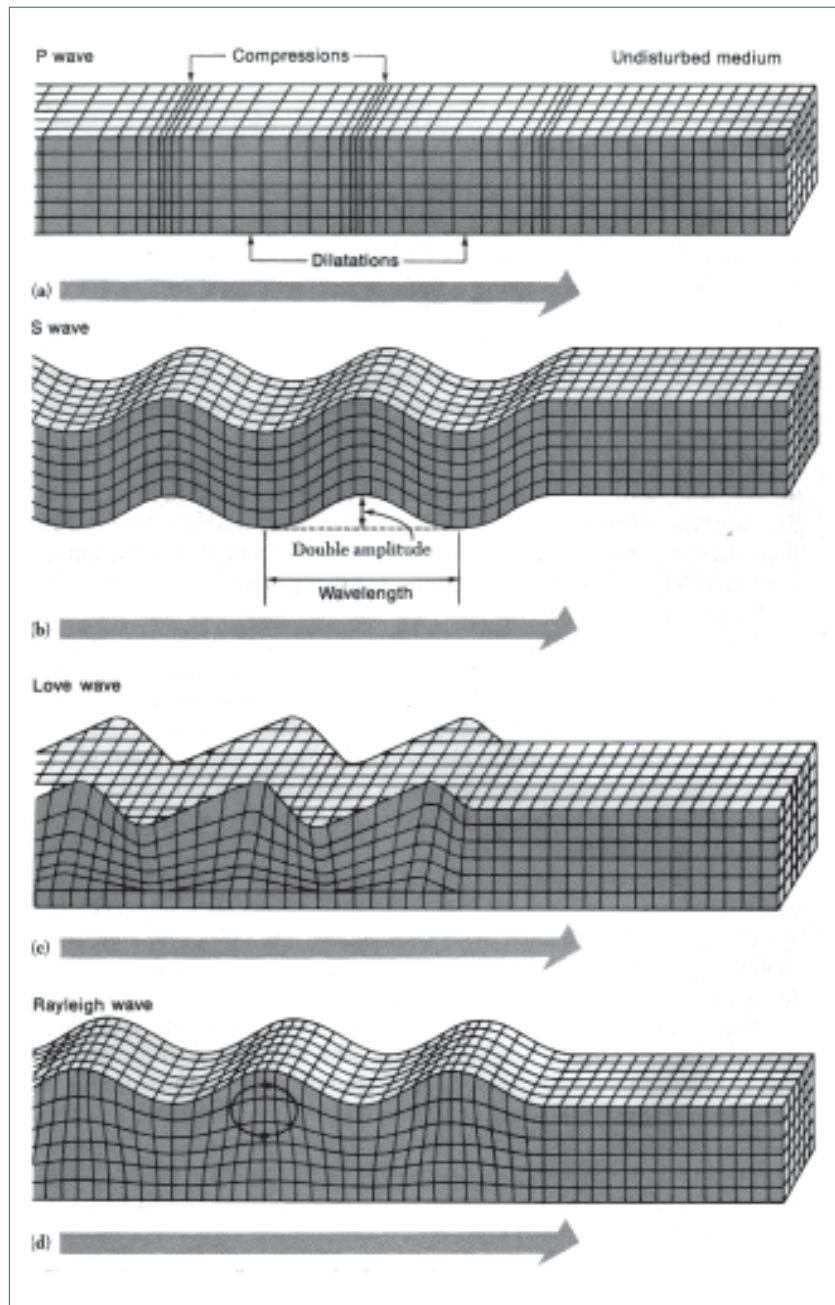 P wave
Compressions
Undisturbed medium
Dilatations
(a)
S wave
Double amplitude
Wavelength
(b)
Love wave
(c)
Rayleigh wave
(d)